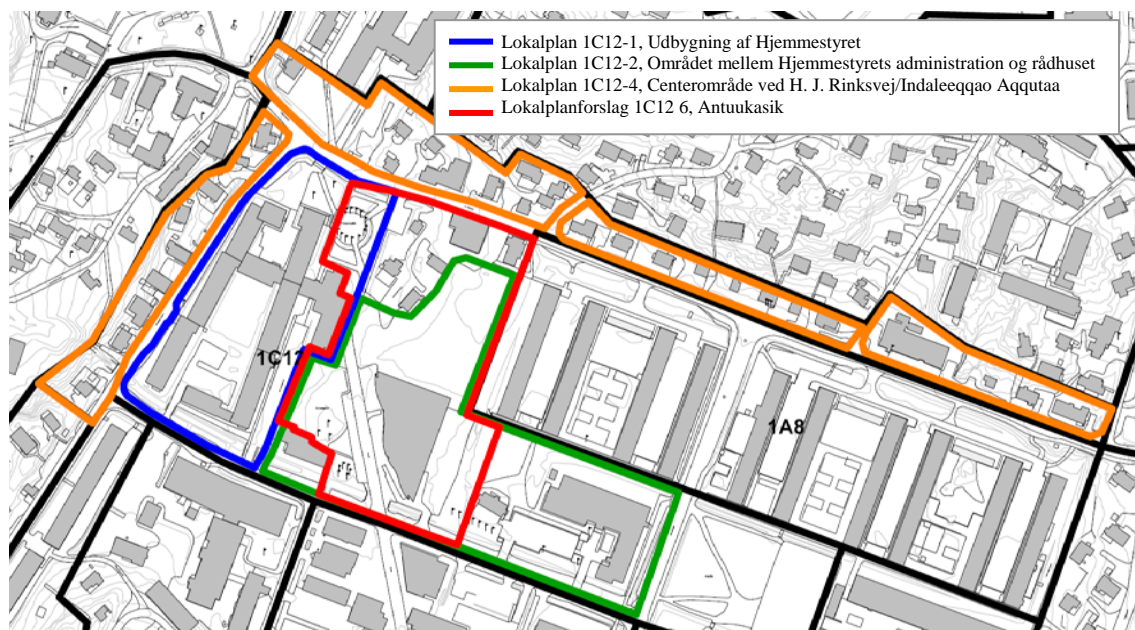 Lokalplan 1C12-1, Udbygning af Hjemmestyret
Lokalplan 1C12-2, Området mellem Hjemmestyrets administration og rådhuset
Lokalplan 1C12-4, Centerområde ved H. J. Rinksvej/Indaleeqqao Aqqutaa
Lokalplanforslag 1C12 6, Antuukasik
1A8